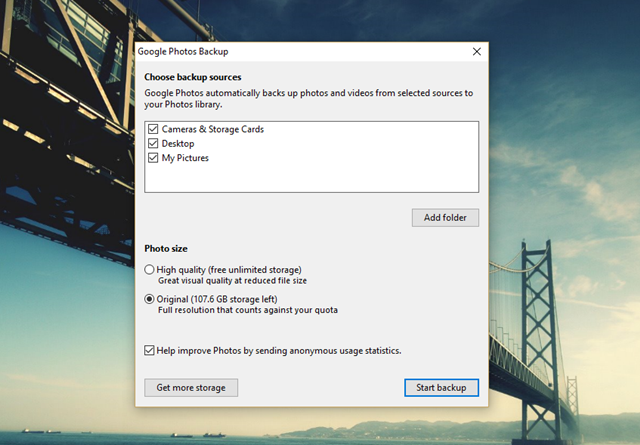 Google Photos Backup
Choose backup sources
Google Photos automatically backs up photos and videos from selected sources to
your Photos library.
Cameras & Storage Cards
Desktop
My Pictures
Add folder
Photo size
High quality (free unlimited storage)
Great visual quality at reduced file size
Original (107.6 GB storage left)
Full resolution that counts against your quota
Help improve Photos by sending anonymous usage statistics.
Get more storage
Start backup